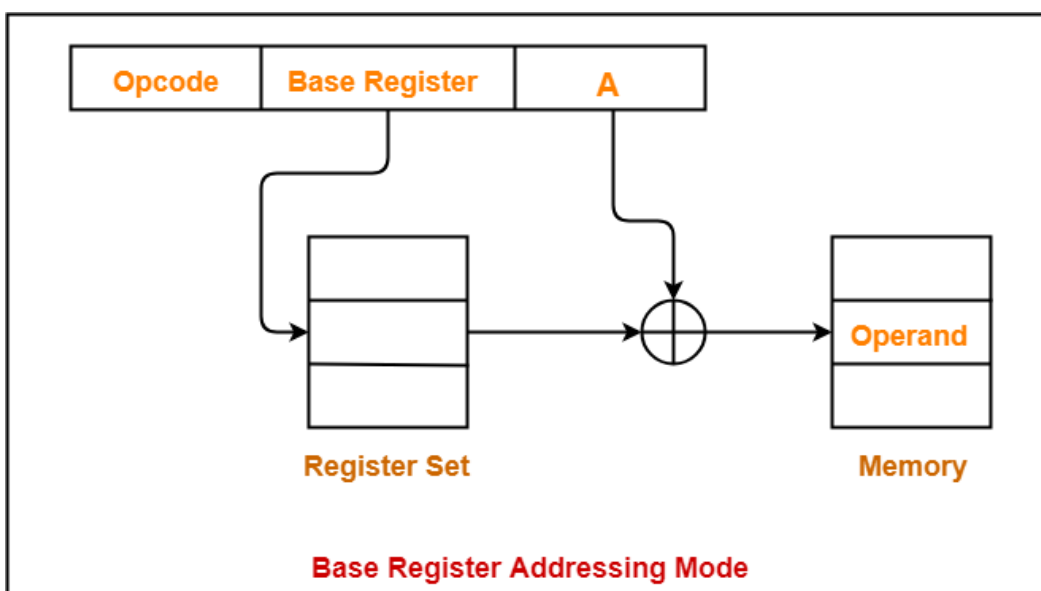 Opcode Base Register A
Operand
Register Set Memory
Base Register Addressing Mode